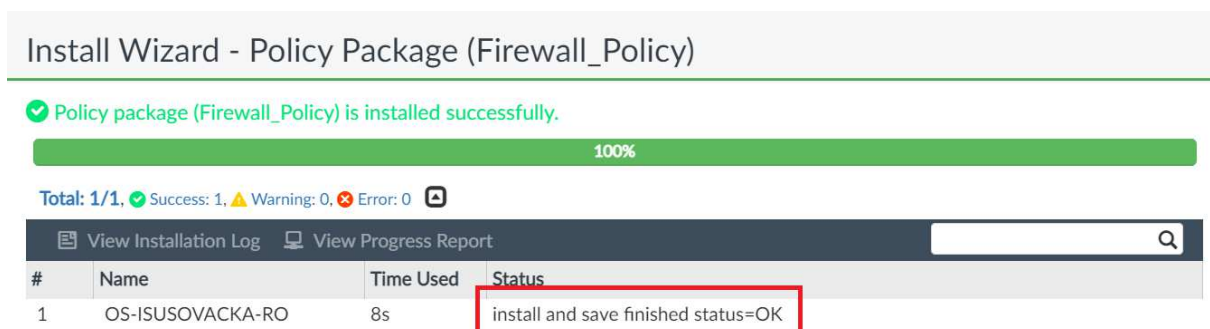 Install Wizard - Policy Package (Firewall_Policy)
Policy package (Firewall_Policy) is installed successfully.
100%
Total: 1/1, Success: 1, Warning: 0, Error: 0
View Installation Log View Progress Report
# Name Time Used Status
1 OS-ISUSOVACKA-RO 8s install and save finished status=OK